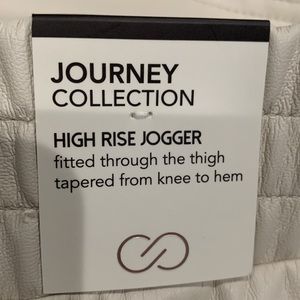 JOURNEY
COLLECTION
HIGH RISE JOGGER
fitted through the thigh
tapered from knee to hem